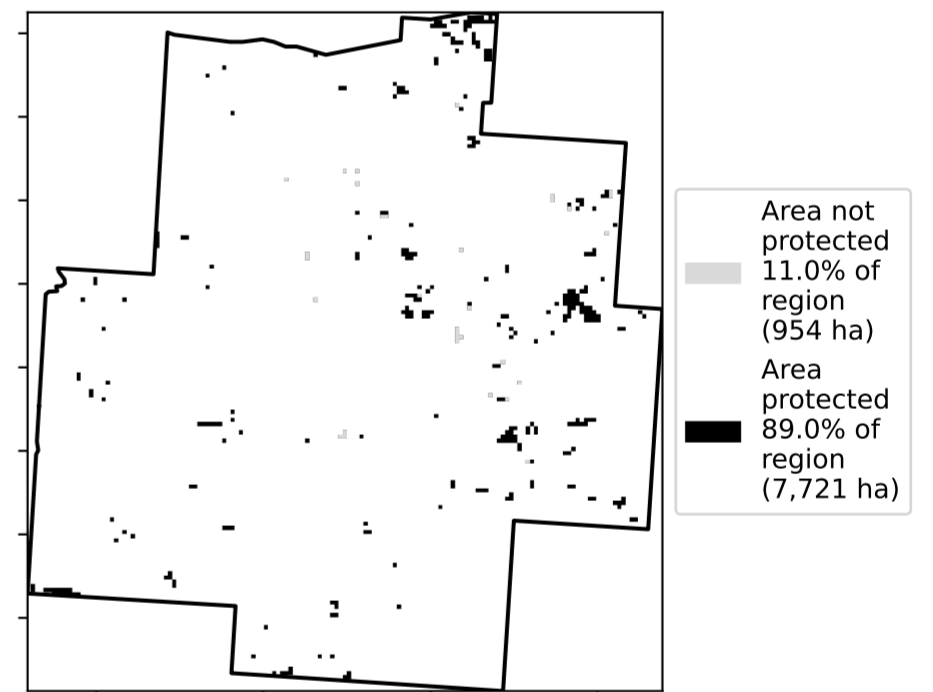 Area not
protected
11.0% of
region
(954 ha)
Area
protected
89.0% of
region
(7,721 ha)